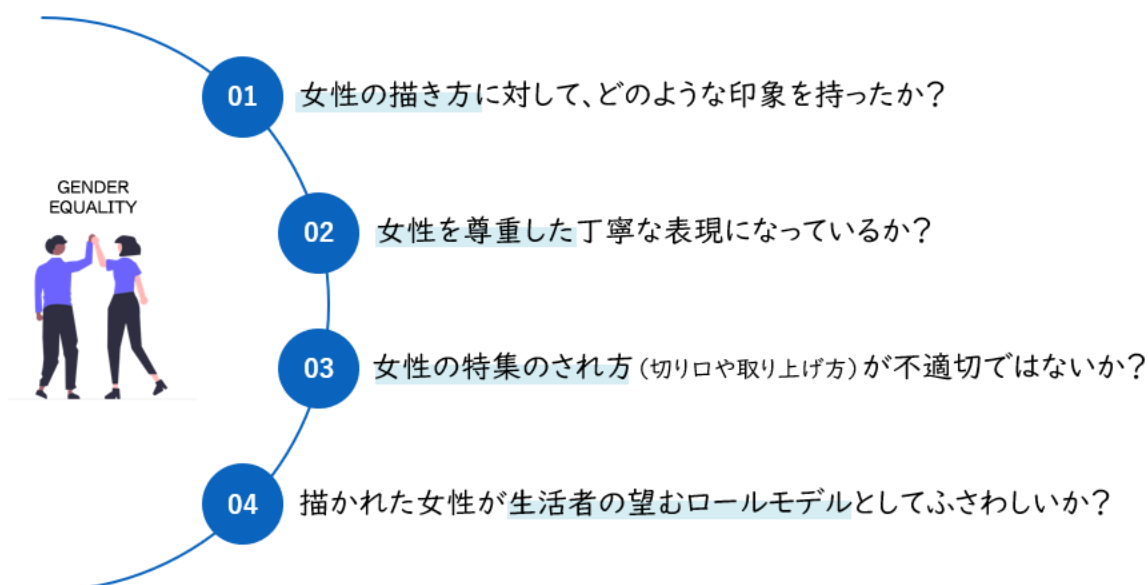 01 女性の描き方に対して、どのような印象を持ったか？
GENDER
EQUALITY
02 女性を尊重した丁寧な表現になっているか？
03 女性の特集のされ方（切り口や取り上げ方）が不適切ではないか？
04 描かれた女性が生活者の望むロールモデルとしてふさわしいか？